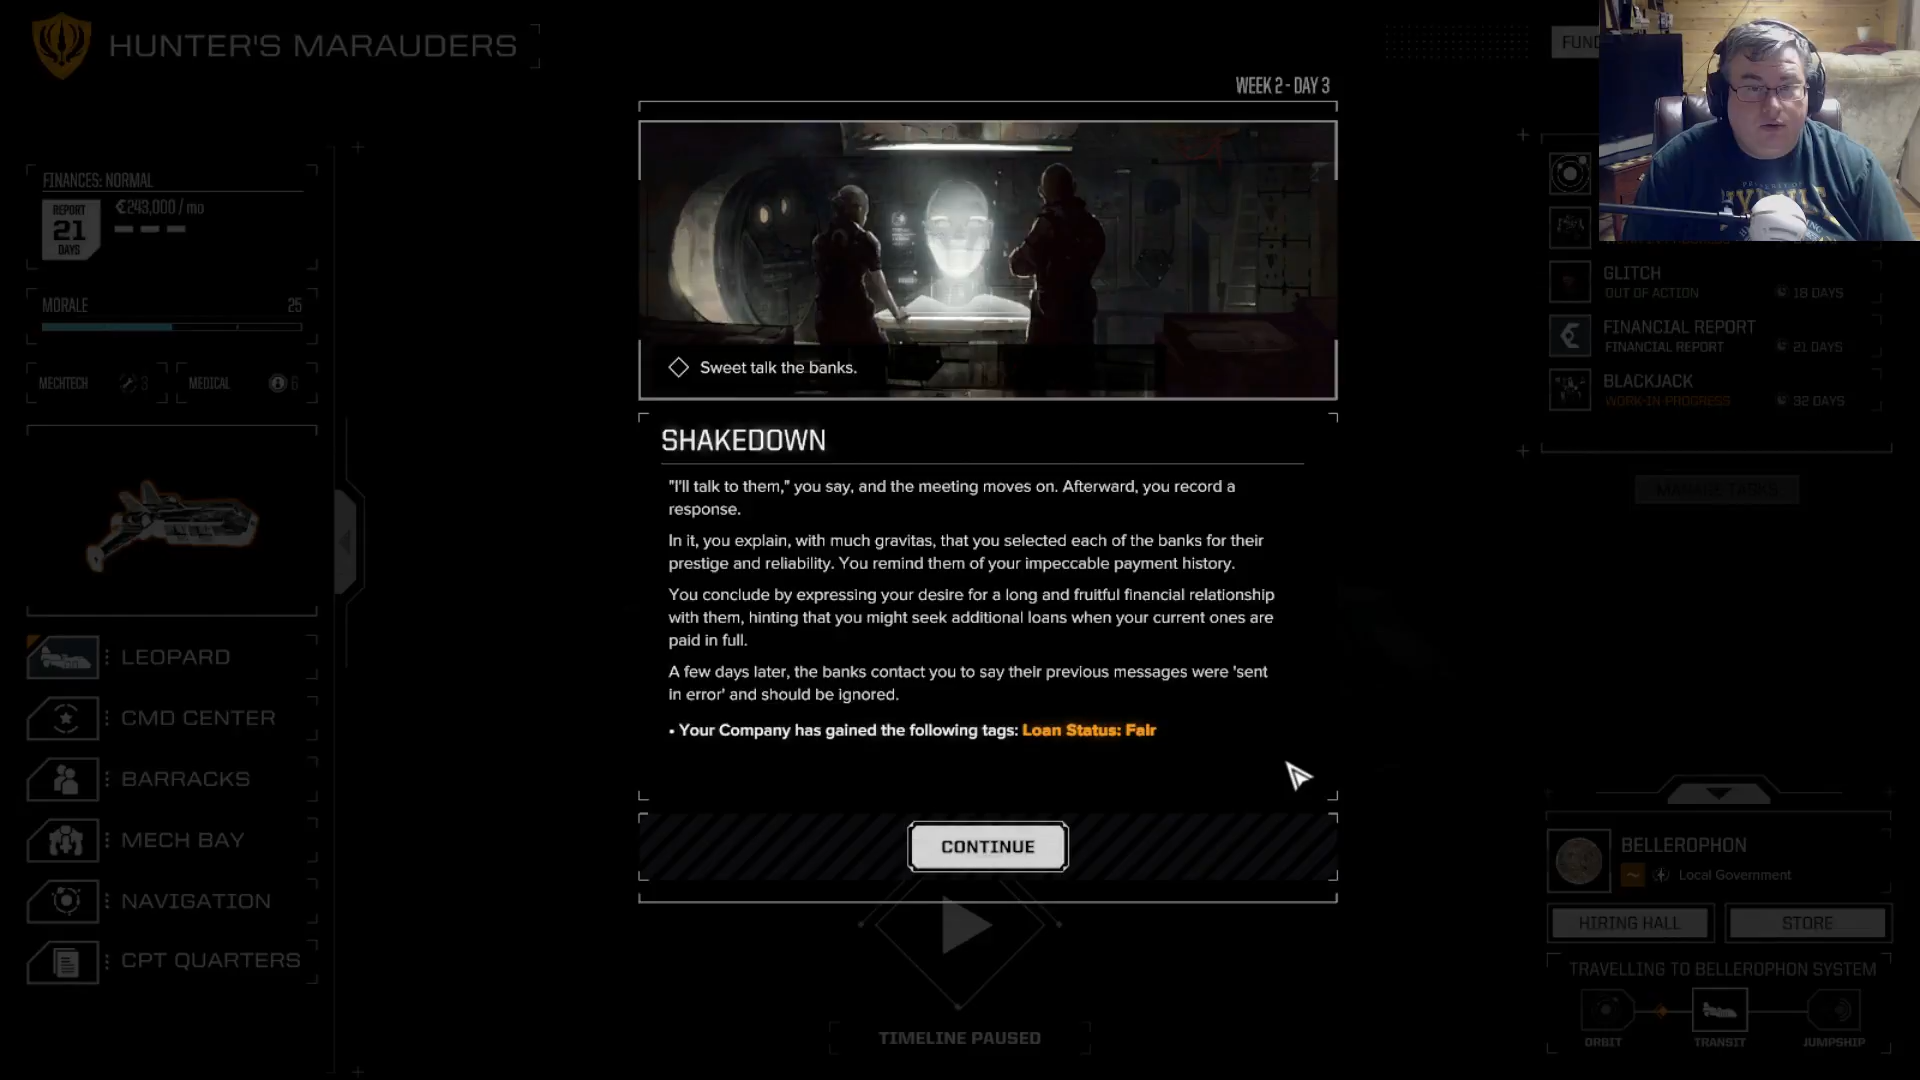 HUNTER'S MARAUDERS
FUN
WEEK 2 - DAY 3
FINANCES: NORMAL
REPORT
21
DAYS
₡243,000 / mo
MORALE 25
MECHTECH 3
MEDICAL 6
LEOPARD
CMD CENTER
BARRACKS
MECH BAY
NAVIGATION
CPT QUARTERS
Sweet talk the banks.
SHAKEDOWN
"I'll talk to them," you say, and the meeting moves on. Afterward, you record a
response.
In it, you explain, with much gravitas, that you selected each of the banks for their
prestige and reliability. You remind them of your impeccable payment history.
You conclude by expressing your desire for a long and fruitful financial relationship
with them, hinting that you might seek additional loans when your current ones are
paid in full.
A few days later, the banks contact you to say their previous messages were 'sent
in error' and should be ignored.
• Your Company has gained the following tags: Loan Status: Fair
CONTINUE
TIMELINE PAUSED
GLITCH
OUT OF ACTION 18 DAYS
FINANCIAL REPORT
FINANCIAL REPORT 21 DAYS
BLACKJACK
WORK-IN-PROGRESS 32 DAYS
MANAGE TASKS
BELLEROPHON
Local Government
HIRING HALL
STORE
TRAVELLING TO BELLEROPHON SYSTEM
ORBIT
TRANSIT
JUMPSHIP